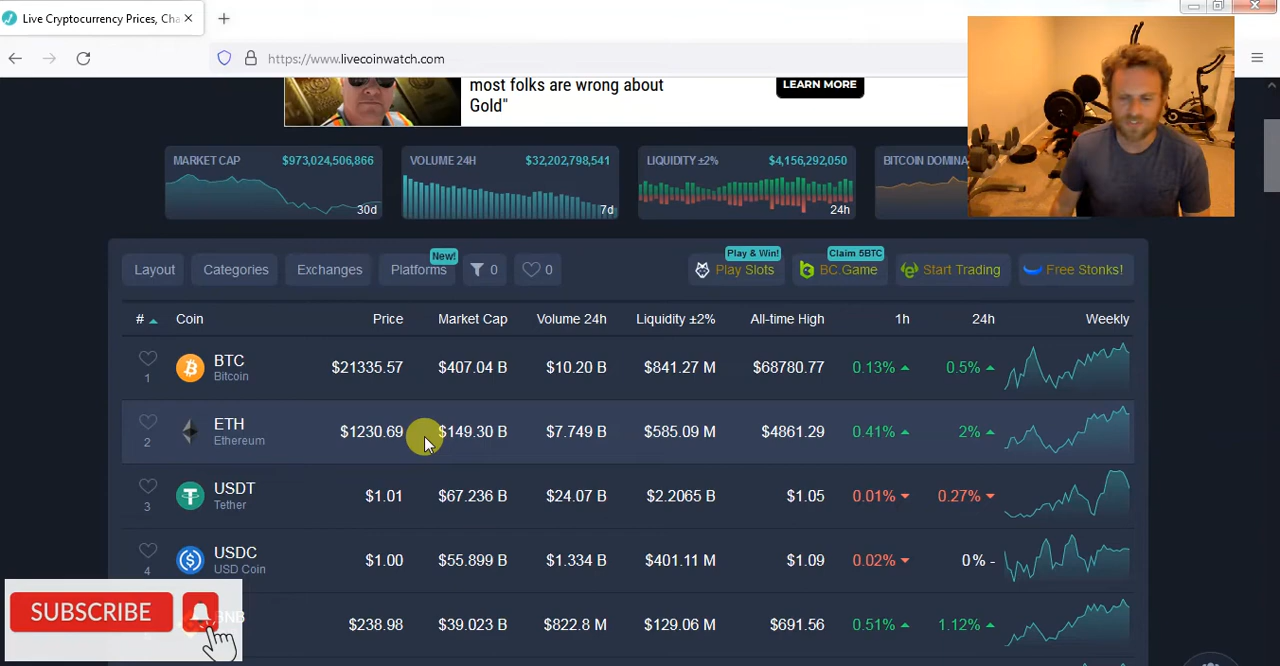 Live Cryptocurrency Prices, Cha
https://www.livecoinwatch.com
most folks are wrong about
Gold"
LEARN MORE
MARKET CAP $973,024,506,866
30d
VOLUME 24H $32,202,798,541
7d
LIQUIDITY ±2% $4,156,292,050
24h
BITCOIN DOMINA
Layout Categories Exchanges Platforms New! 0 0 Play Slots Play & Win! BC.Game Claim 5BTC Start Trading Free Stonks!
# Coin Price Market Cap Volume 24h Liquidity ±2% All-time High 1h 24h Weekly
1 BTC Bitcoin $21335.57 $407.04 B $10.20 B $841.27 M $68780.77 0.13% 0.5%
2 ETH Ethereum $1230.69 $149.30 B $7.749 B $585.09 M $4861.29 0.41% 2%
3 USDT Tether $1.01 $67.236 B $24.07 B $2.2065 B $1.05 0.01% 0.27%
4 USDC USD Coin $1.00 $55.899 B $1.334 B $401.11 M $1.09 0.02% 0% -
BNB $238.98 $39.023 B $822.8 M $129.06 M $691.56 0.51% 1.12%
SUBSCRIBE